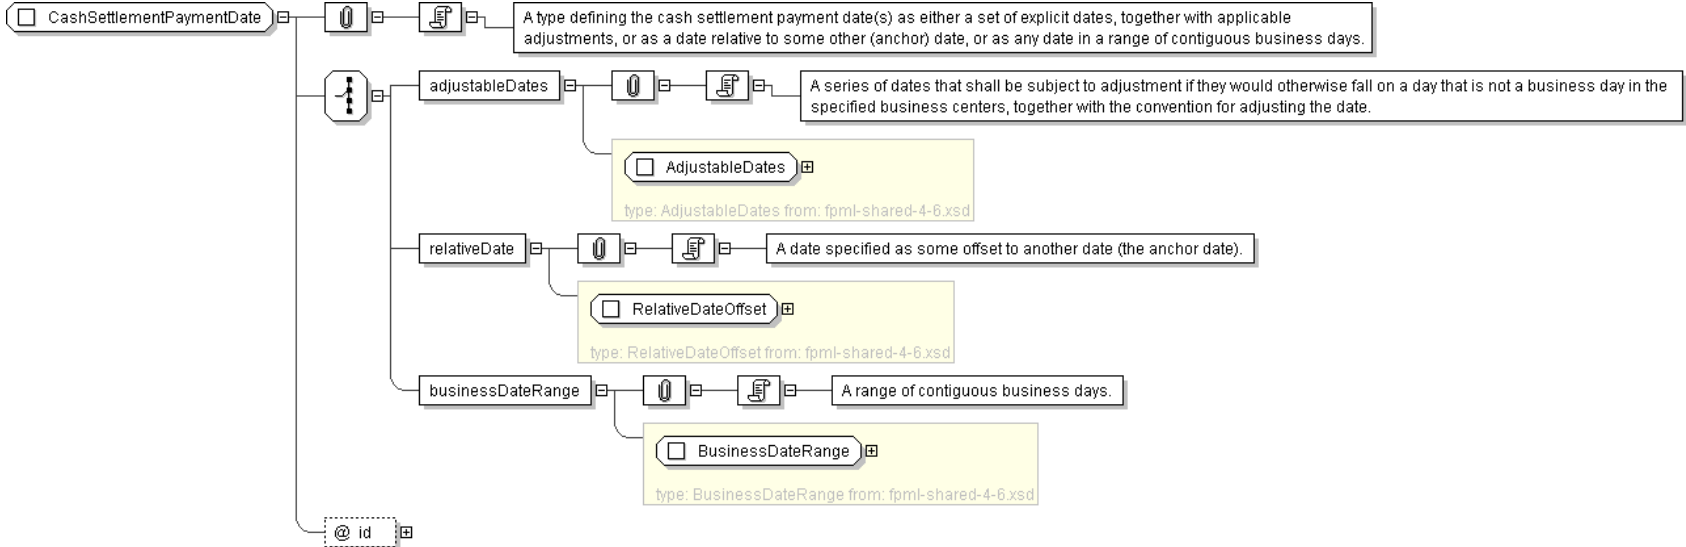 CashSettlementPaymentDate
A type defining the cash settlement payment date(s) as either a set of explicit dates, together with applicable
adjustments, or as a date relative to some other (anchor) date, or as any date in a range of contiguous business days.
adjustableDates
A series of dates that shall be subject to adjustment if they would otherwise fall on a day that is not a business day in the
specified business centers, together with the convention for adjusting the date.
AdjustableDates
type: AdjustableDates from: fpml-shared-4-6.xsd
relativeDate
A date specified as some offset to another date (the anchor date).
RelativeDateOffset
type: RelativeDateOffset from: fpml-shared-4-6.xsd
businessDateRange
A range of contiguous business days.
BusinessDateRange
type: BusinessDateRange from: fpml-shared-4-6.xsd
@ id